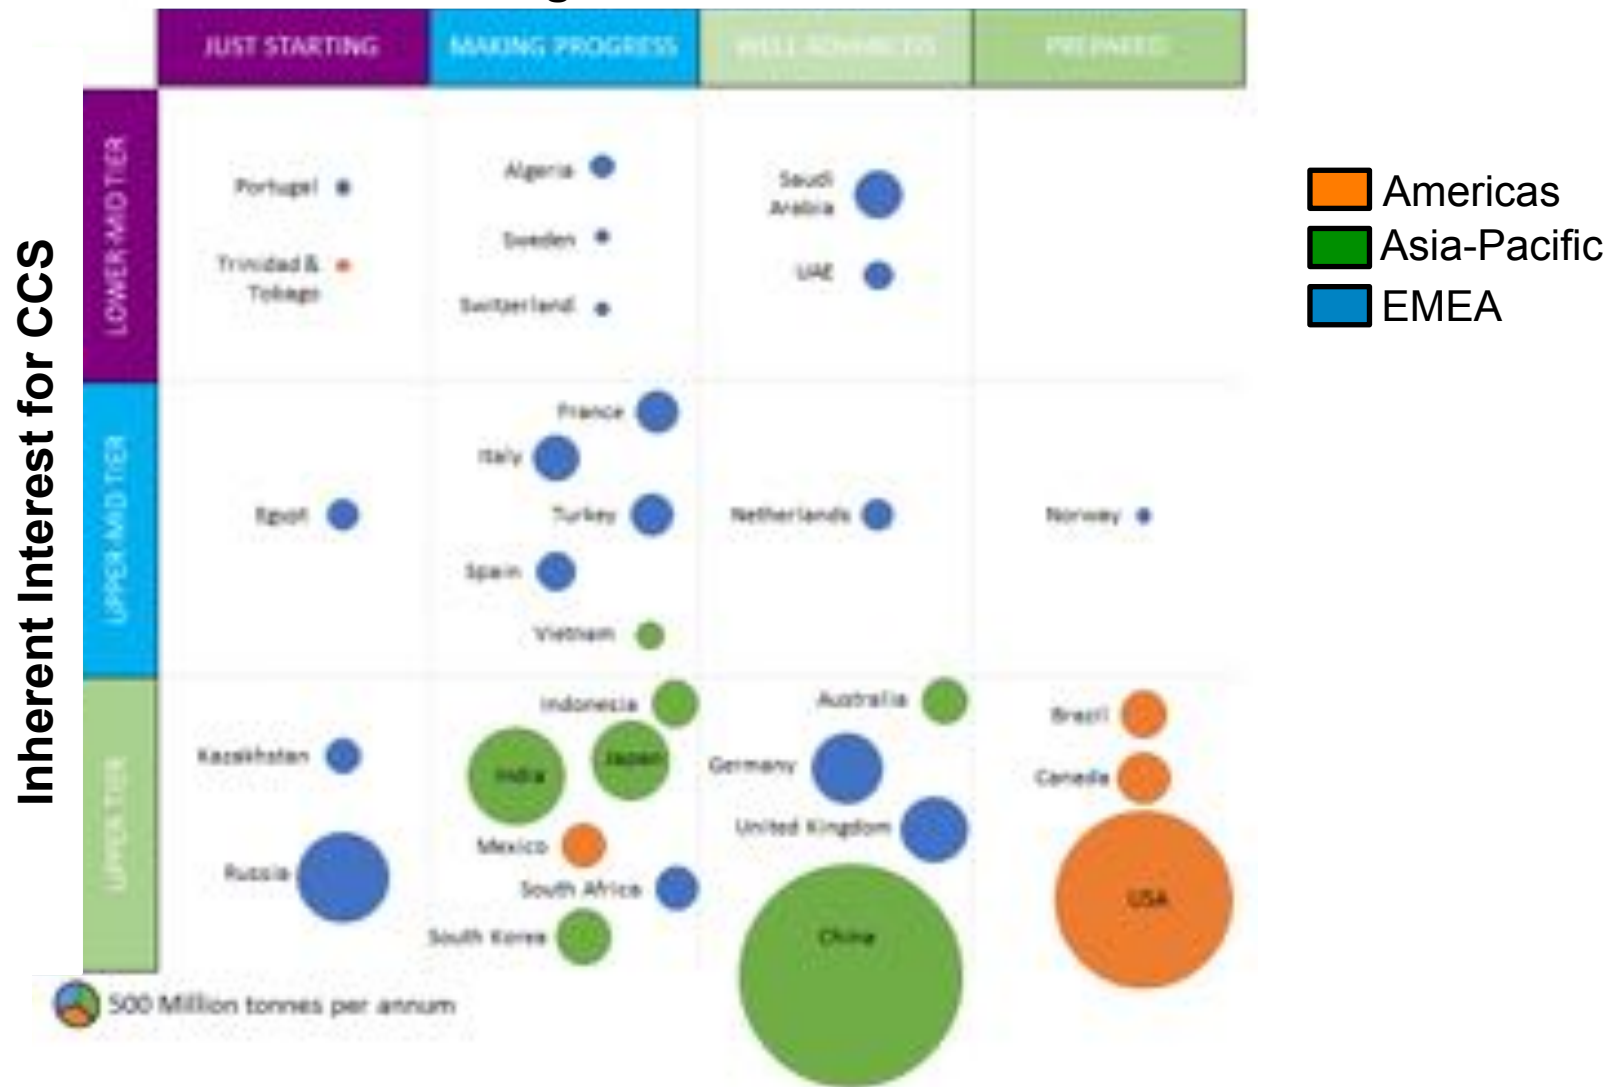 JUST STARTING
MAKING PROGRESS
WELL ADVANCED
PREPARED
Inherent Interest for CCS
LOWER-MID TIER
UPPER-MID TIER
UPPER TIER
Portugal
Trinidad &
Tobago
Algeria
Sweden
Switzerland
Saudi
Arabia
UAE
Egypt
France
Italy
Turkey
Spain
Vietnam
Netherlands
Norway
Kazakhstan
Russia
Indonesia
India
Japan
Mexico
South Africa
South Korea
Australia
Germany
United Kingdom
China
Brazil
Canada
USA
500 Million tonnes per annum
Americas
Asia-Pacific
EMEA